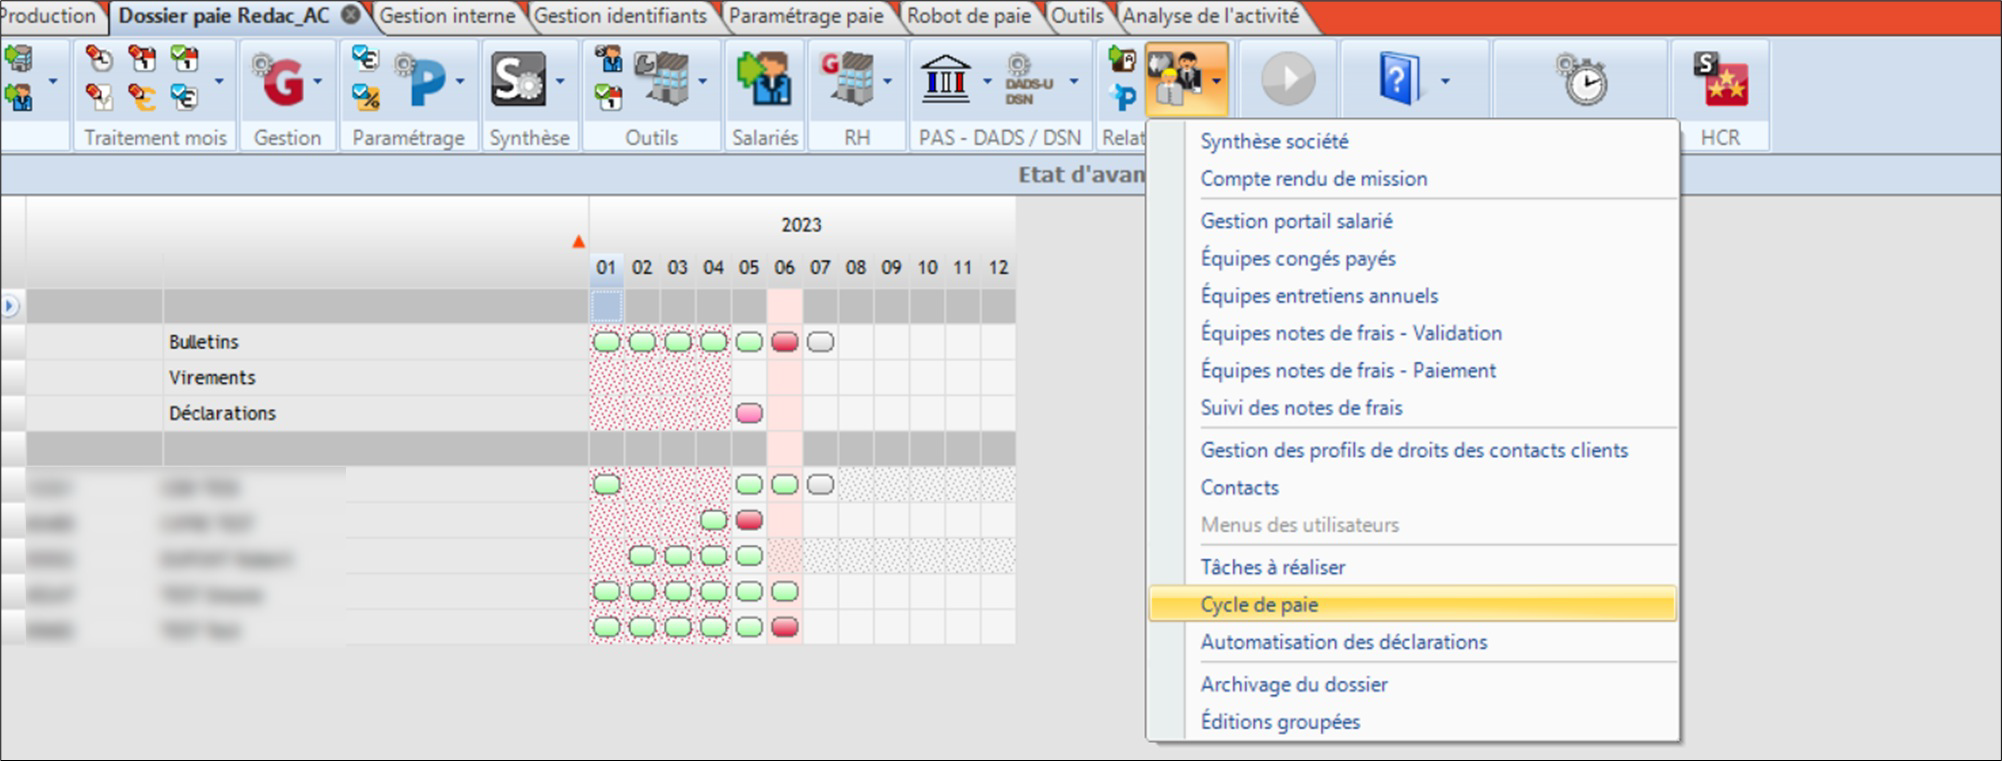 Production
Dossier paie Redac_AC
Gestion interne
Gestion identifiants
Paramétrage paie
Robot de paie
Outils
Analyse de l'activité
DADS-U
DSN
Traitement mois
Gestion
Paramétrage
Synthèse
Outils
Salariés
RH
PAS - DADS / DSN
Relat
HCR
Etat d'avan
Synthèse société
Compte rendu de mission
Gestion portail salarié
Équipes congés payés
Équipes entretiens annuels
Équipes notes de frais - Validation
Équipes notes de frais - Paiement
Suivi des notes de frais
Gestion des profils de droits des contacts clients
Contacts
Menus des utilisateurs
Tâches à réaliser
Cycle de paie
Automatisation des déclarations
Archivage du dossier
Éditions groupées
2023
01 02 03 04 05 06 07 08 09 10 11 12
Bulletins
Virements
Déclarations